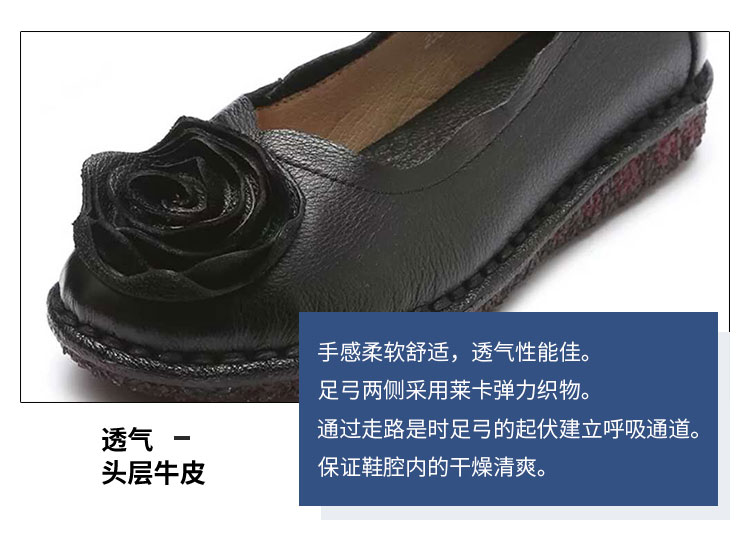 手感柔软舒适，透气性能佳。
足弓两侧采用莱卡弹力织物。
通过走路是时足弓的起伏建立呼吸通道。
保证鞋腔内的干燥清爽。
透气 —
头层牛皮